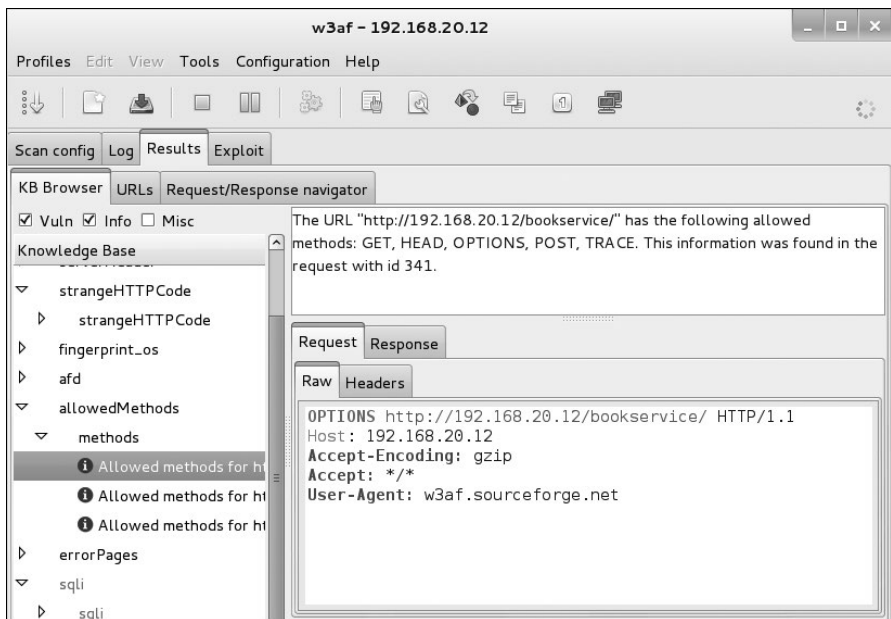 w3af – 192.168.20.12
Profiles Edit View Tools Configuration Help
Scan config Log Results Exploit
KB Browser URLs Request/Response navigator
Vuln Info Misc
Knowledge Base
strangeHTTPCode
strangeHTTPCode
fingerprint_os
afd
allowedMethods
methods
Allowed methods for ht
Allowed methods for ht
Allowed methods for ht
errorPages
sqli
sqli
The URL "http://192.168.20.12/bookservice/" has the following allowed
methods: GET, HEAD, OPTIONS, POST, TRACE. This information was found in the
request with id 341.
Request Response
Raw Headers
OPTIONS http://192.168.20.12/bookservice/ HTTP/1.1
Host: 192.168.20.12
Accept-Encoding: gzip
Accept: */*
User-Agent: w3af.sourceforge.net